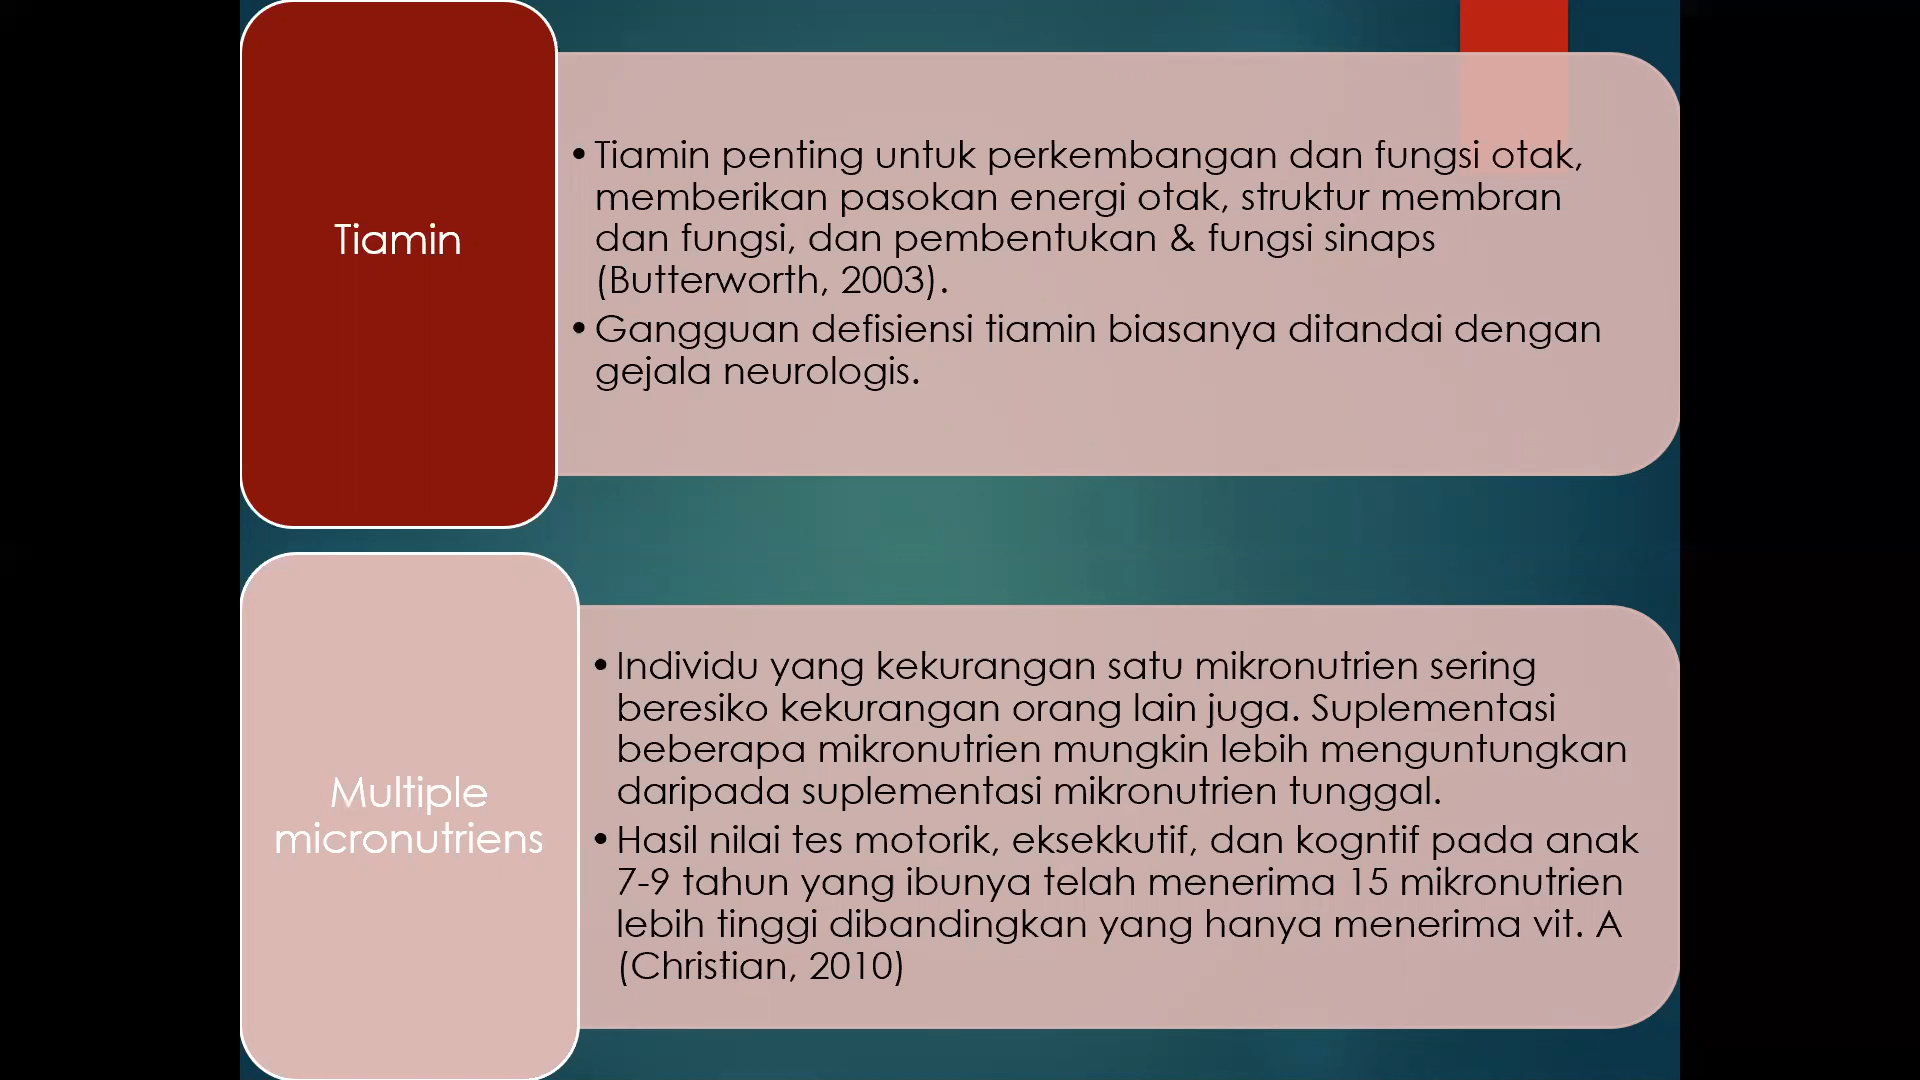 Tiamin
• Tiamin penting untuk perkembangan dan fungsi otak,
memberikan pasokan energi otak, struktur membran
dan fungsi, dan pembentukan & fungsi sinaps
(Butterworth, 2003).
• Gangguan defisiensi tiamin biasanya ditandai dengan
gejala neurologis.
Multiple
micronutriens
• Individu yang kekurangan satu mikronutrien sering
beresiko kekurangan orang lain juga. Suplementasi
beberapa mikronutrien mungkin lebih menguntungkan
daripada suplementasi mikronutrien tunggal.
• Hasil nilai tes motorik, eksekkutif, dan kogntif pada anak
7-9 tahun yang ibunya telah menerima 15 mikronutrien
lebih tinggi dibandingkan yang hanya menerima vit. A
(Christian, 2010)